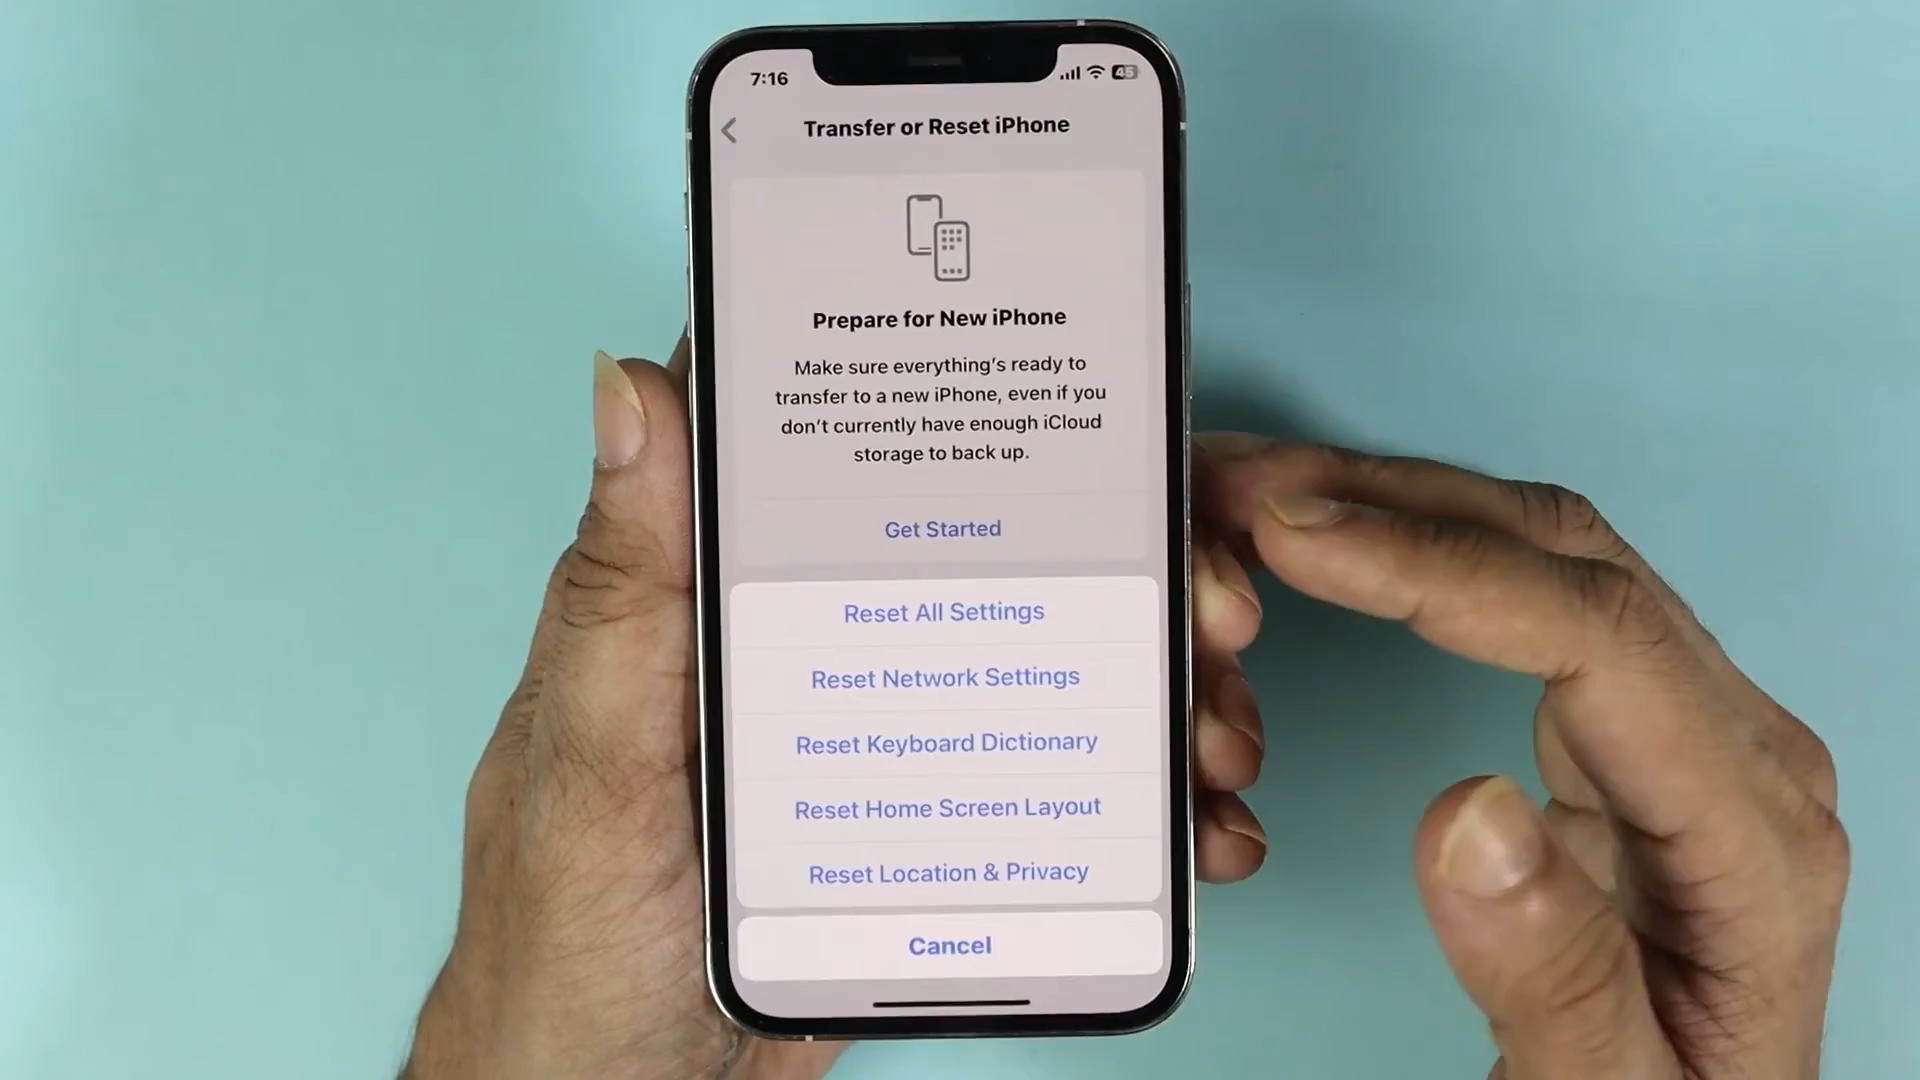 7:16
45
Transfer or Reset iPhone
Prepare for New iPhone
Make sure everything's ready to
transfer to a new iPhone, even if you
don't currently have enough iCloud
storage to back up.
Get Started
Reset All Settings
Reset Network Settings
Reset Keyboard Dictionary
Reset Home Screen Layout
Reset Location & Privacy
Cancel